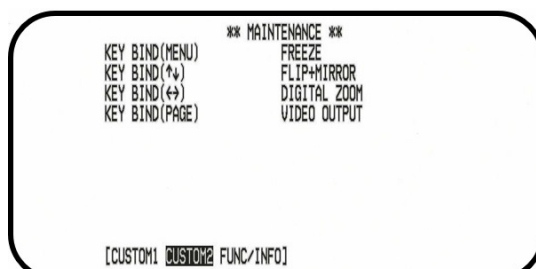 ** MAINTENANCE **
KEY BIND(MENU) FREEZE
KEY BIND(↑↓) FLIP+MIRROR
KEY BIND(↔) DIGITAL ZOOM
KEY BIND(PAGE) VIDEO OUTPUT
[CUSTOM1 CUSTOM2 FUNC/INFO]